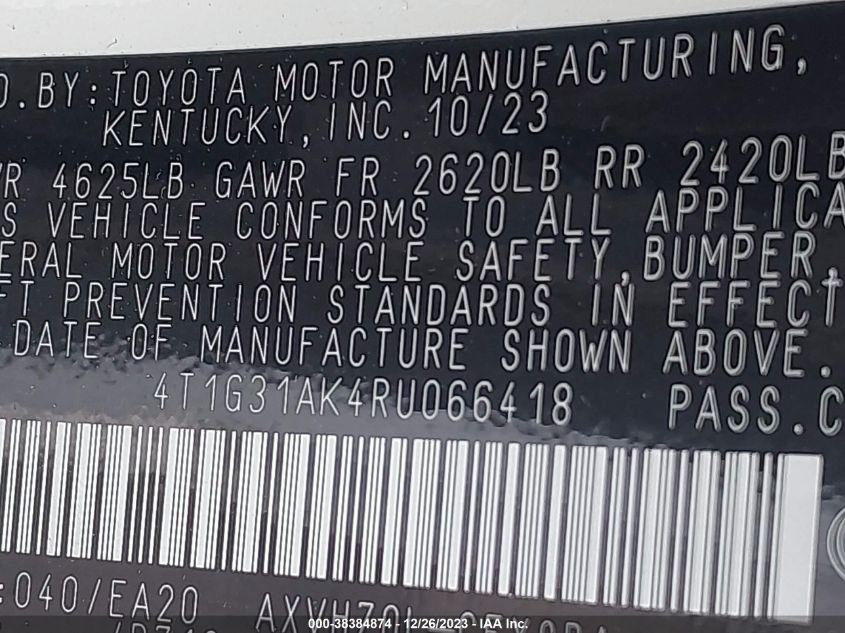 D.BY:TOYOTA MOTOR MANUFACTURING,
KENTUCKY, INC. 10/23
VR 4625LB GAWR FR 2620LB RR 2420LB
S VEHICLE CONFORMS TO ALL APPLICA
ERAL MOTOR VEHICLE SAFETY, BUMPER,
FT PREVENTION STANDARDS IN EFFECT
DATE OF MANUFACTURE SHOWN ABOVE.
4T1G31AK4RU066418 PASS.C
:040/EA20
000-38384874 - 12/26/2023 - IAA Inc.